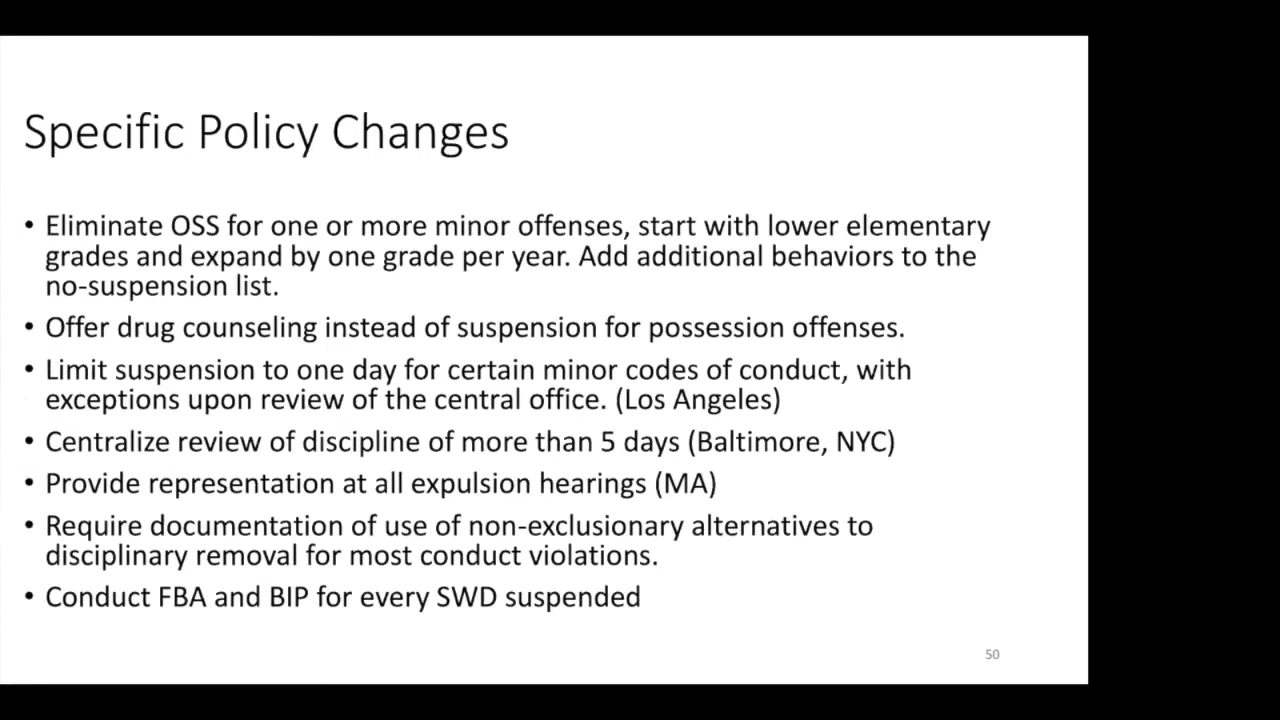 Specific Policy Changes
• Eliminate OSS for one or more minor offenses, start with lower elementary
grades and expand by one grade per year. Add additional behaviors to the
no-suspension list.
• Offer drug counseling instead of suspension for possession offenses.
• Limit suspension to one day for certain minor codes of conduct, with
exceptions upon review of the central office. (Los Angeles)
• Centralize review of discipline of more than 5 days (Baltimore, NYC)
• Provide representation at all expulsion hearings (MA)
• Require documentation of use of non-exclusionary alternatives to
disciplinary removal for most conduct violations.
• Conduct FBA and BIP for every SWD suspended
50